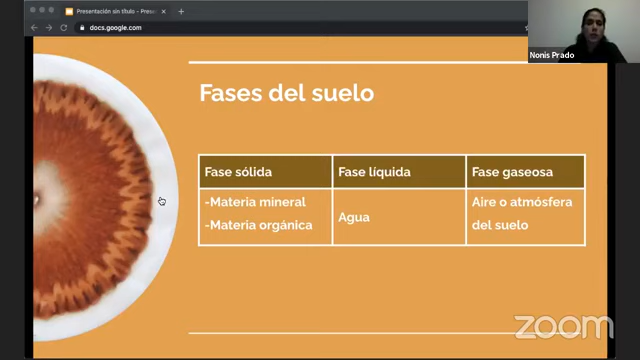 Presentación sin título - Prese
docs.google.com
Nonis Prado
Fases del suelo
Fase sólida
Fase líquida
Fase gaseosa
-Materia mineral
-Materia orgánica
Agua
Aire o atmósfera
del suelo
zoom